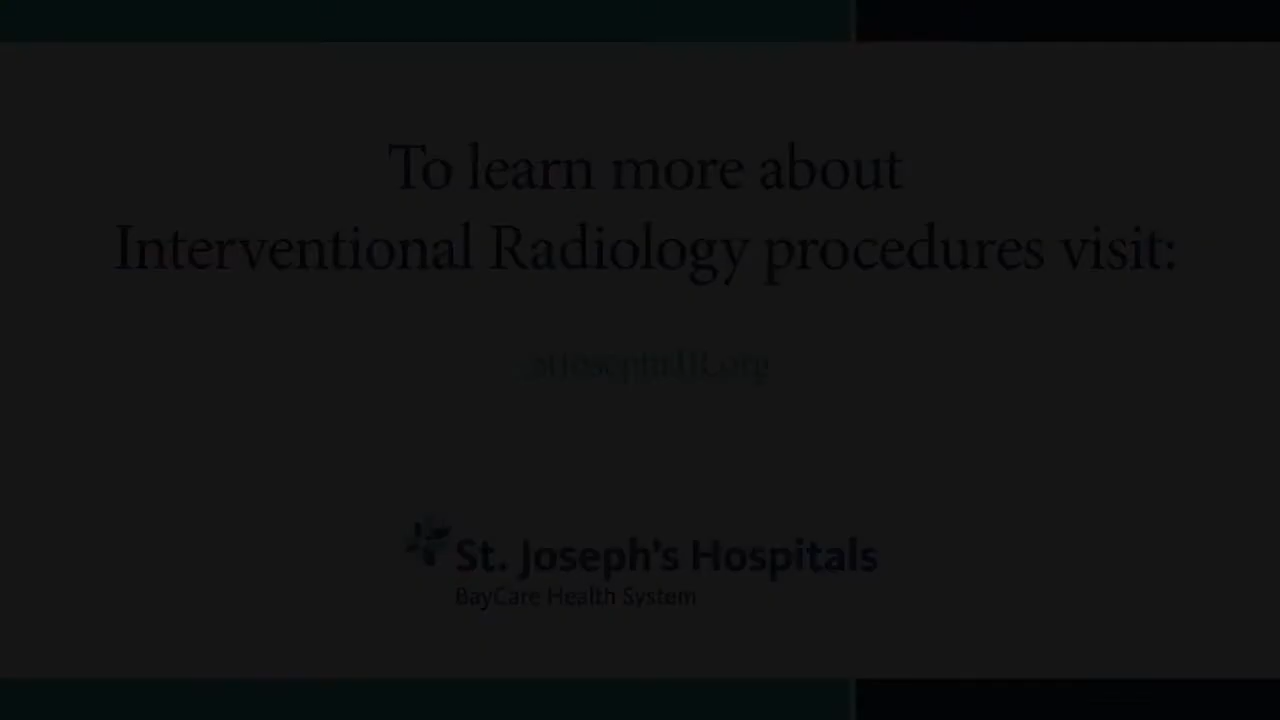 To learn more about
Interventional Radiology procedures visit:
St. Joseph's Hospitals
BayCare Health System